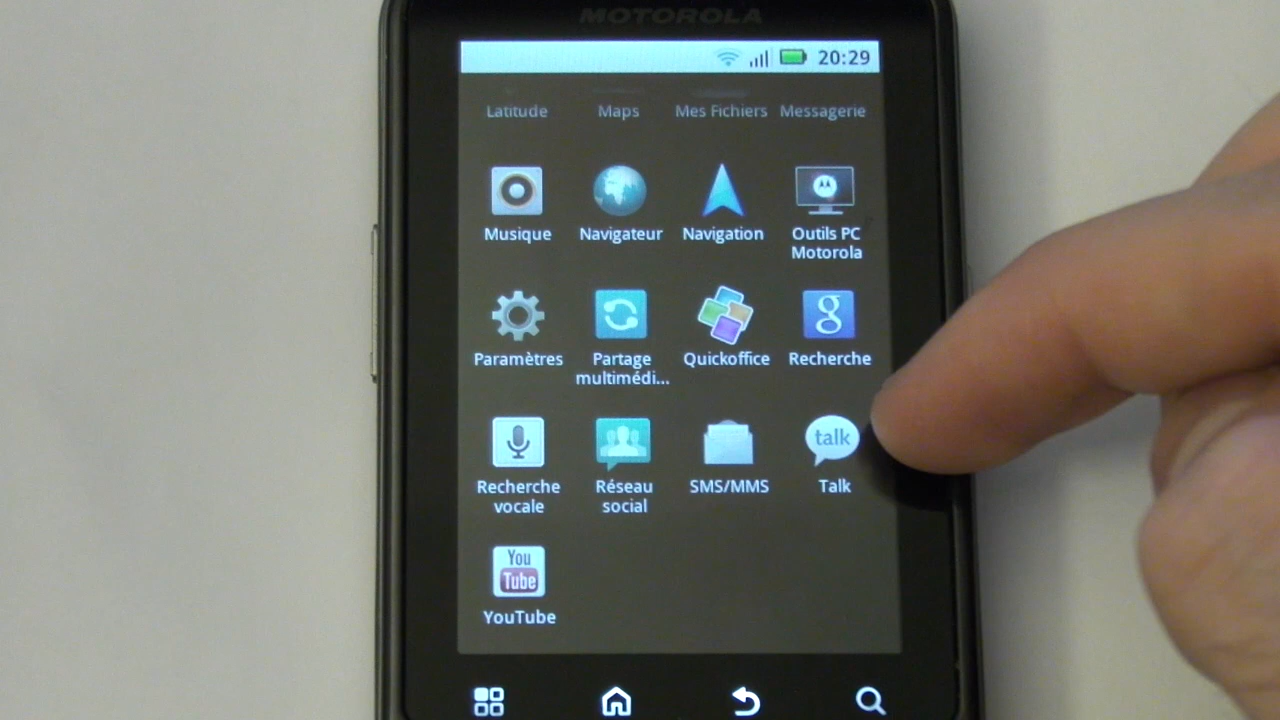 MOTOROLA
20:29
Latitude Maps Mes Fichiers Messagerie
Musique Navigateur Navigation Outils PC
Motorola
Paramètres Partage Quickoffice Recherche
multimédi...
g
talk
Recherche Réseau SMS/MMS Talk
vocale social
You
Tube
YouTube